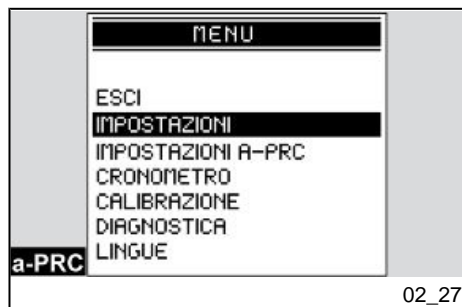 MENU
ESCI
IMPOSTAZIONI
IMPOSTAZIONI A-PRC
CRONOMETRO
CALIBRAZIONE
DIAGNOSTICA
LINGUE
a-PRC
02_27